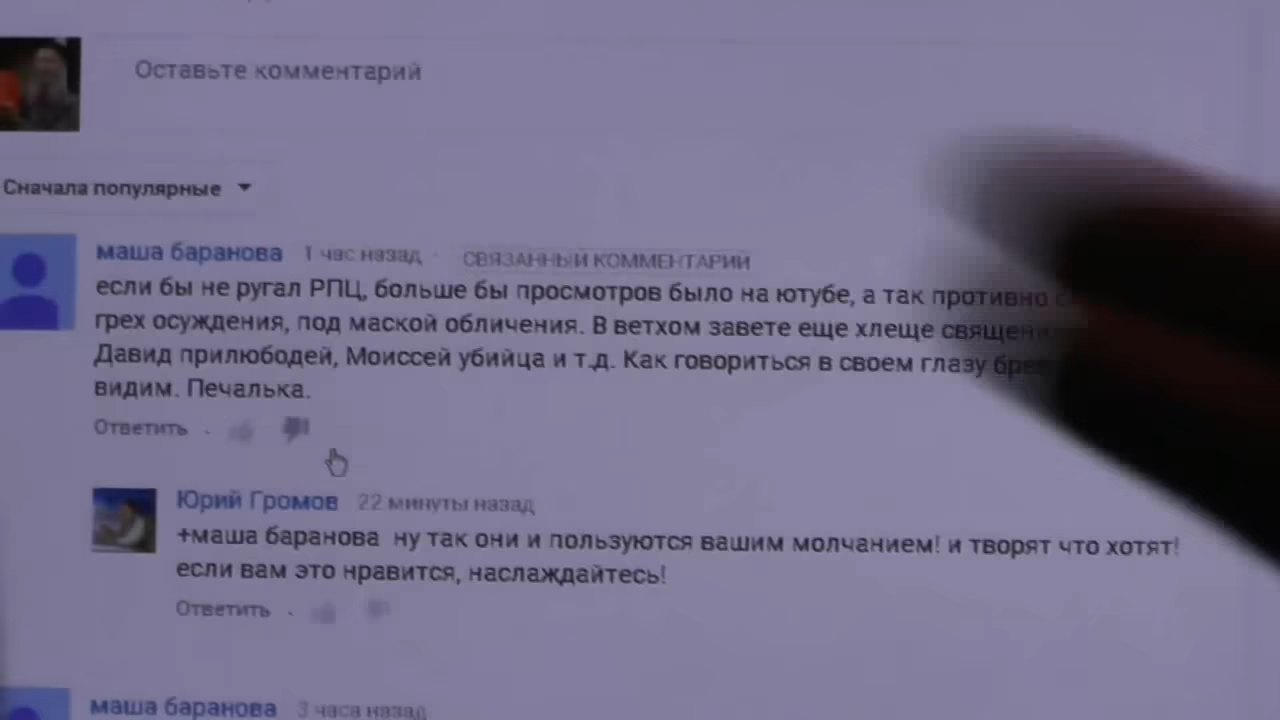 Оставьте комментарий
Сначала популярные
маша баранова 1 час назад · СВЯЗАННЫЙ КОММЕНТАРИЙ
если бы не ругал РПЦ, больше бы просмотров было на ютубе, а так противно
грех осуждения, под маской обличения. В ветхом завете еще хлеще
Давид прилюбодей, Моиссей убийца и т.д. Как говориться в своем глазу
видим. Печалька.
Ответить ·
Юрий Громов 22 минуты назад
+маша баранова ну так они и пользуются вашим молчанием! и творят что хотят!
если вам это нравится, наслаждайтесь!
Ответить ·
маша баранова 3 часа назад